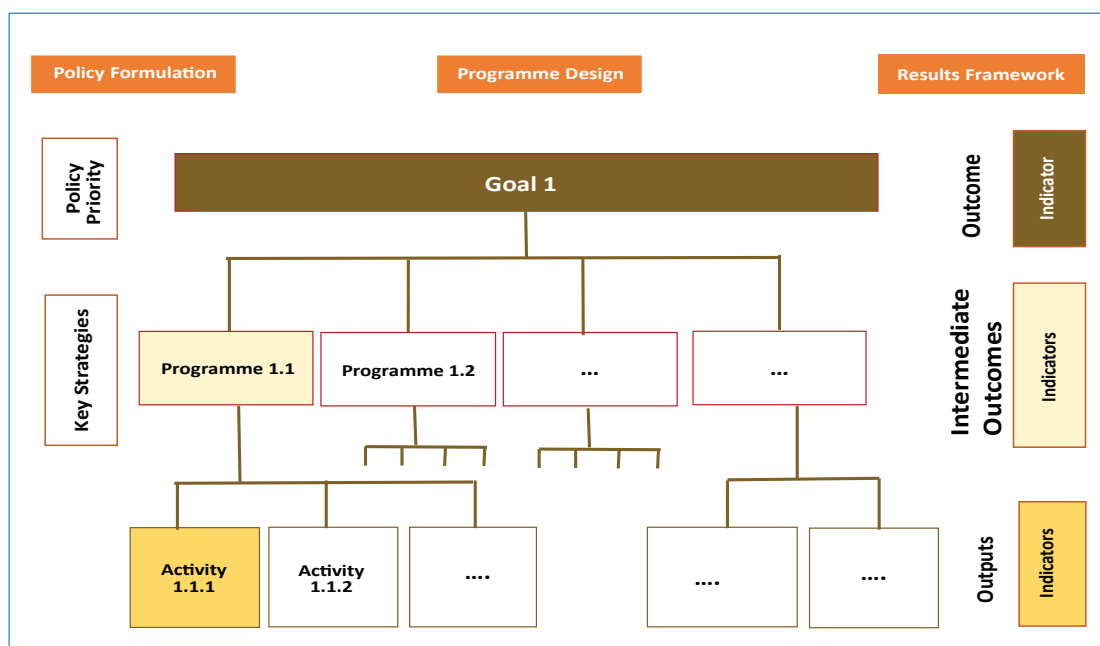 Policy Formulation
Programme Design
Results Framework
Policy
Priority
Goal 1
Outcome
Indicator
Key Strategies
Programme 1.1
Programme 1.2
...
...
Intermediate
Outcomes
Indicators
Activity
1.1.1
Activity
1.1.2
....
....
....
Outputs
Indicators